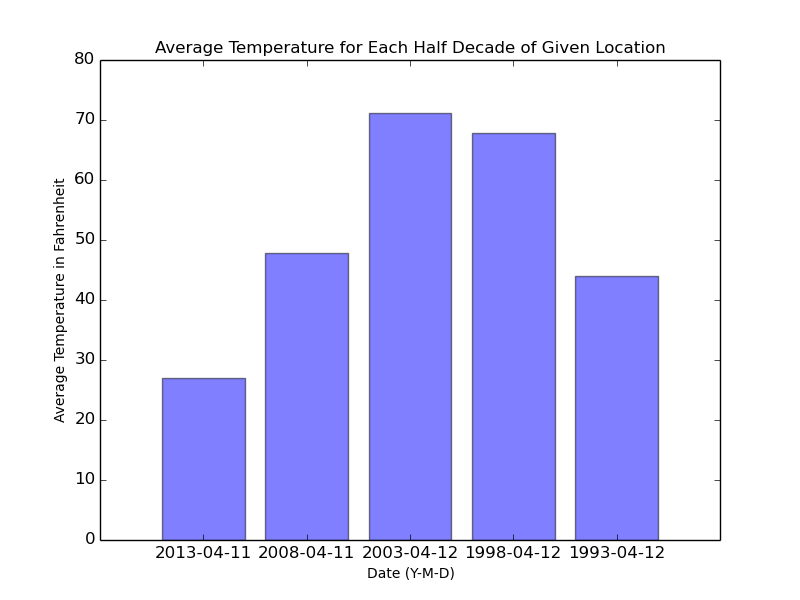 Average Temperature for Each Half Decade of Given Location
80
70
60
50
40
30
20
10
0
Average Temperature in Fahrenheit
2013-04-11 2008-04-11 2003-04-12 1998-04-12 1993-04-12
Date (Y-M-D)